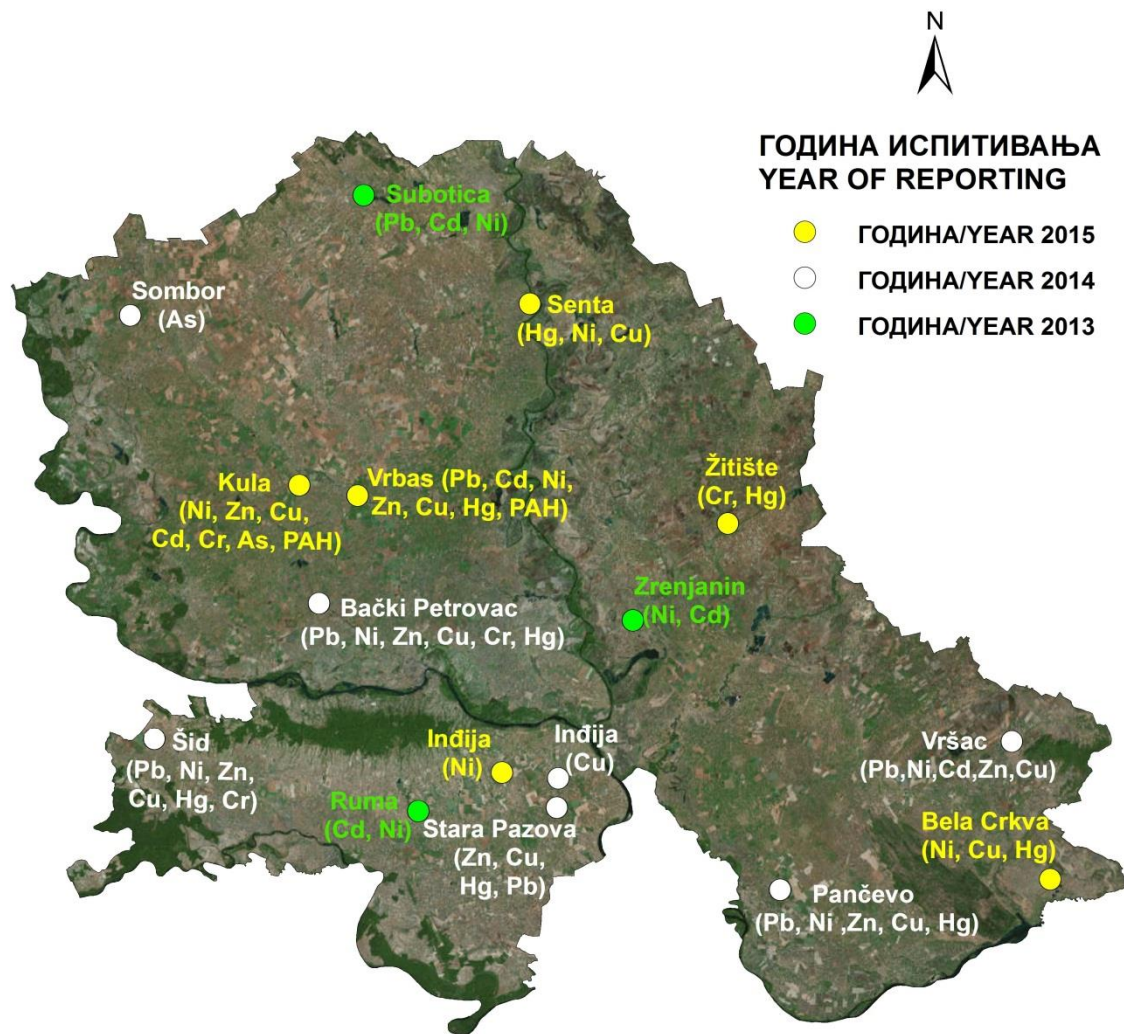 N
ГОДИНА ИСПИТИВАЊА
YEAR OF REPORTING
ГОДИНА/YEAR 2015
ГОДИНА/YEAR 2014
ГОДИНА/YEAR 2013
Subotica
(Pb, Cd, Ni)
Sombor
(As)
Senta
(Hg, Ni, Cu)
Kula
(Ni, Zn, Cu,
Cd, Cr, As, PAH)
Vrbas (Pb, Cd, Ni,
Zn, Cu, Hg, PAH)
Žitište
(Cr, Hg)
Zrenjanin
(Ni, Cd)
Bački Petrovac
(Pb, Ni, Zn, Cu, Cr, Hg)
Šid
(Pb, Ni, Zn,
Cu, Hg, Cr)
Inđija
(Ni)
Inđija
(Cu)
Ruma
(Cd, Ni)
Stara Pazova
(Zn, Cu,
Hg, Pb)
Vršac
(Pb,Ni,Cd,Zn,Cu)
Bela Crkva
(Ni, Cu, Hg)
Pančevo
(Pb, Ni ,Zn, Cu, Hg)